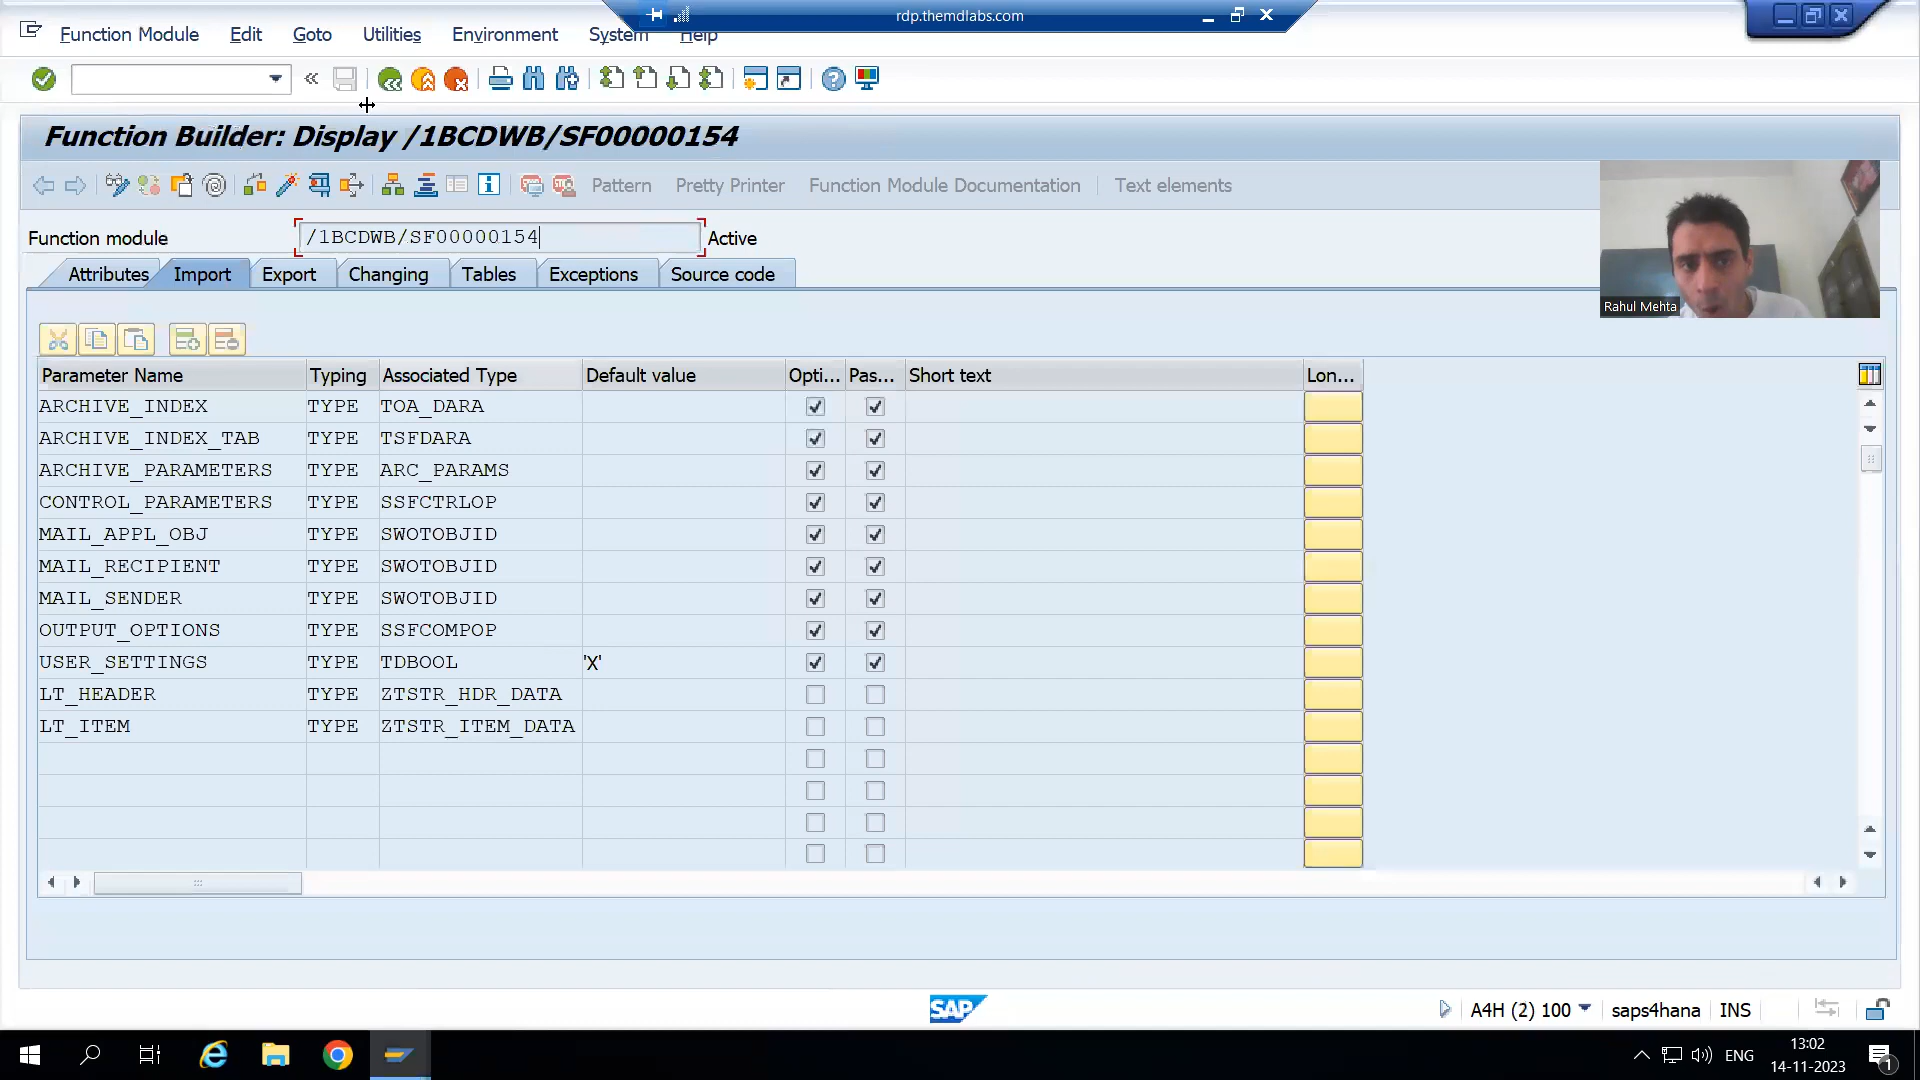 rdp.themdlabs.com
Function Module Edit Goto Utilities Environment System Help
Function Builder: Display /1BCDWB/SF00000154
Pattern Pretty Printer Function Module Documentation Text elements
Function module /1BCDWB/SF00000154 Active
Attributes Import Export Changing Tables Exceptions Source code
Rahul Mehta
Parameter Name Typing Associated Type Default value Opti... Pas... Short text Lon...
ARCHIVE_INDEX TYPE TOA_DARA
ARCHIVE_INDEX_TAB TYPE TSFDARA
ARCHIVE_PARAMETERS TYPE ARC_PARAMS
CONTROL_PARAMETERS TYPE SSFCTRLOP
MAIL_APPL_OBJ TYPE SWOTOBJID
MAIL_RECIPIENT TYPE SWOTOBJID
MAIL_SENDER TYPE SWOTOBJID
OUTPUT_OPTIONS TYPE SSFCOMPOP
USER_SETTINGS TYPE TDBOOL 'X'
LT_HEADER TYPE ZTSTR_HDR_DATA
LT_ITEM TYPE ZTSTR_ITEM_DATA
SAP A4H (2) 100 saps4hana INS
ENG 13:02
14-11-2023 1